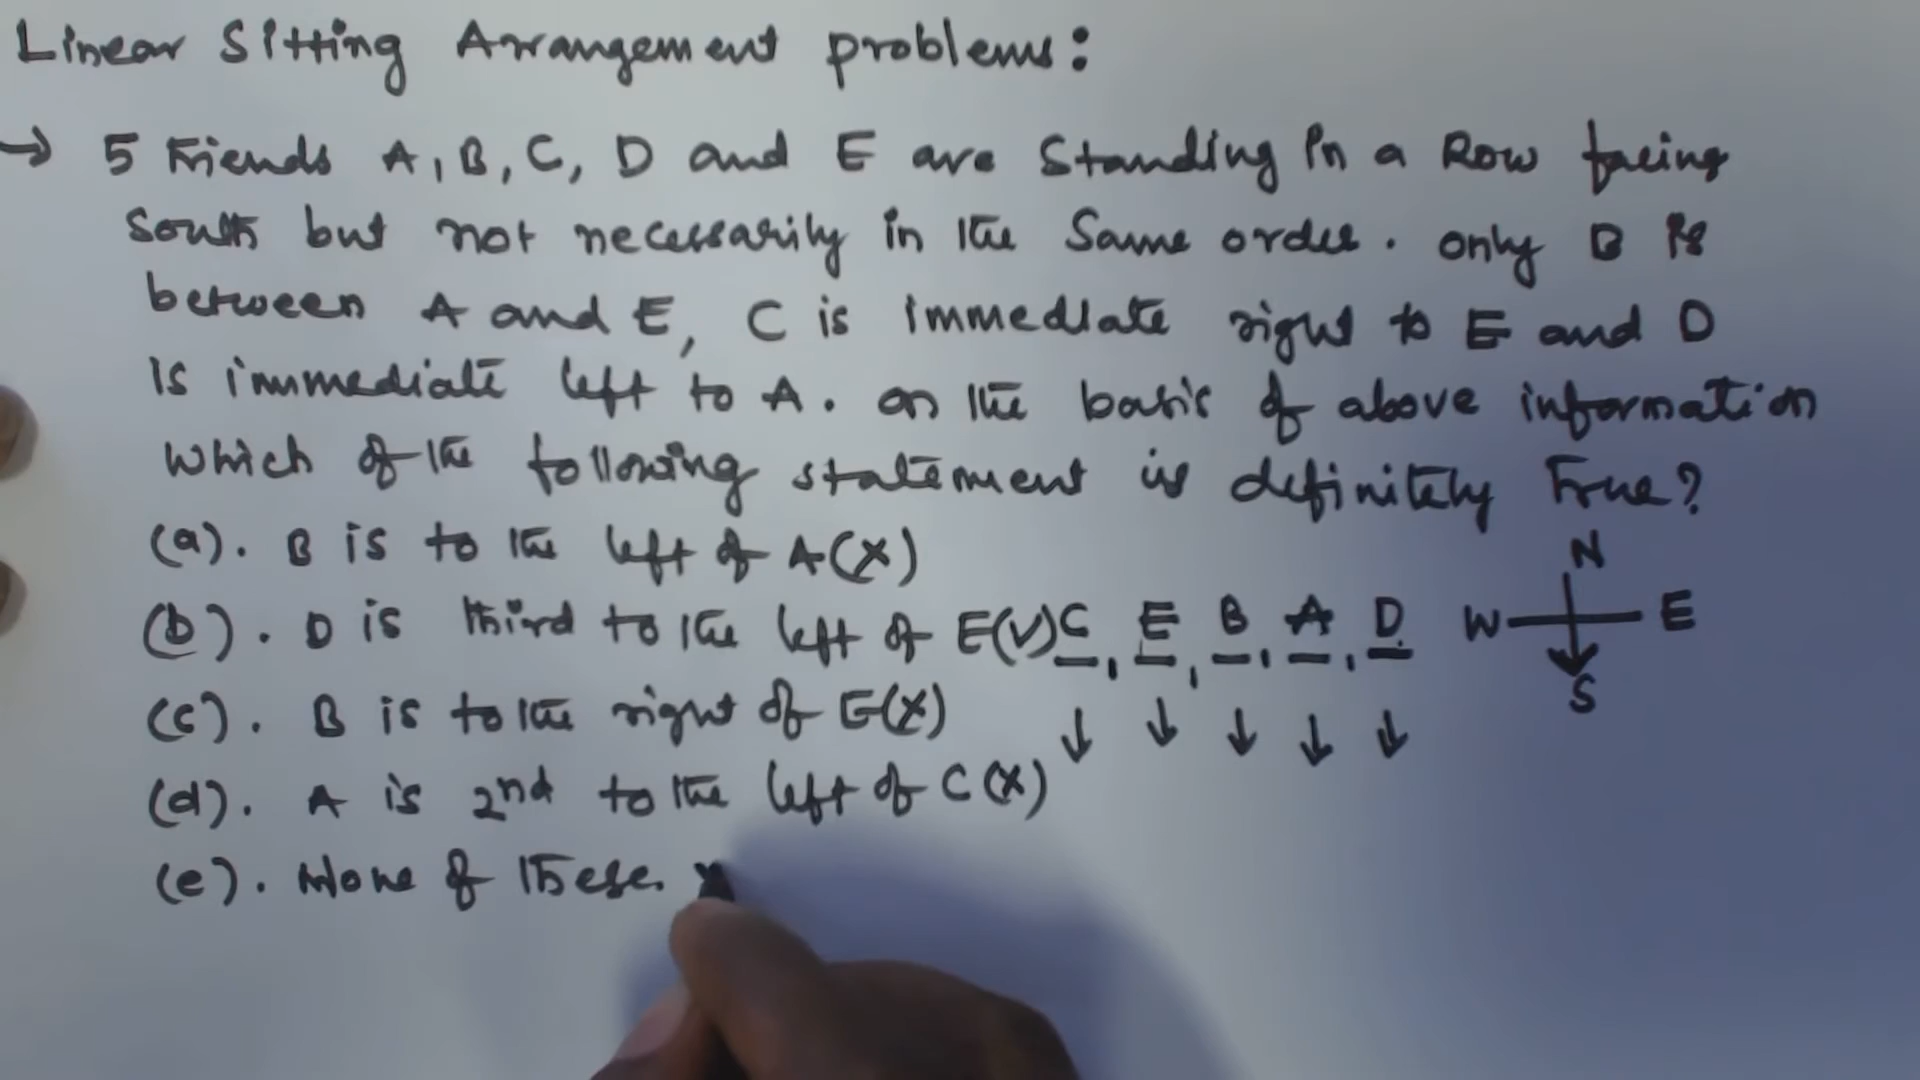 Linear Sitting Arrangement problems:
→ 5 Friends A, B, C, D and E are Standing in a Row facing
South but not necessarily in the Same order. only B is
between A and E, C is immediate right to E and D
is immediate left to A. on the basis of above information
which of the following statement is definitely True?
(a). B is to the left of A (X)
(b). D is third to the left of E (✓) C, E, B, A, D
(c). B is to the right of E (X)
(d). A is 2nd to the left of C (X)
(e). None of these. x
N
W E
S